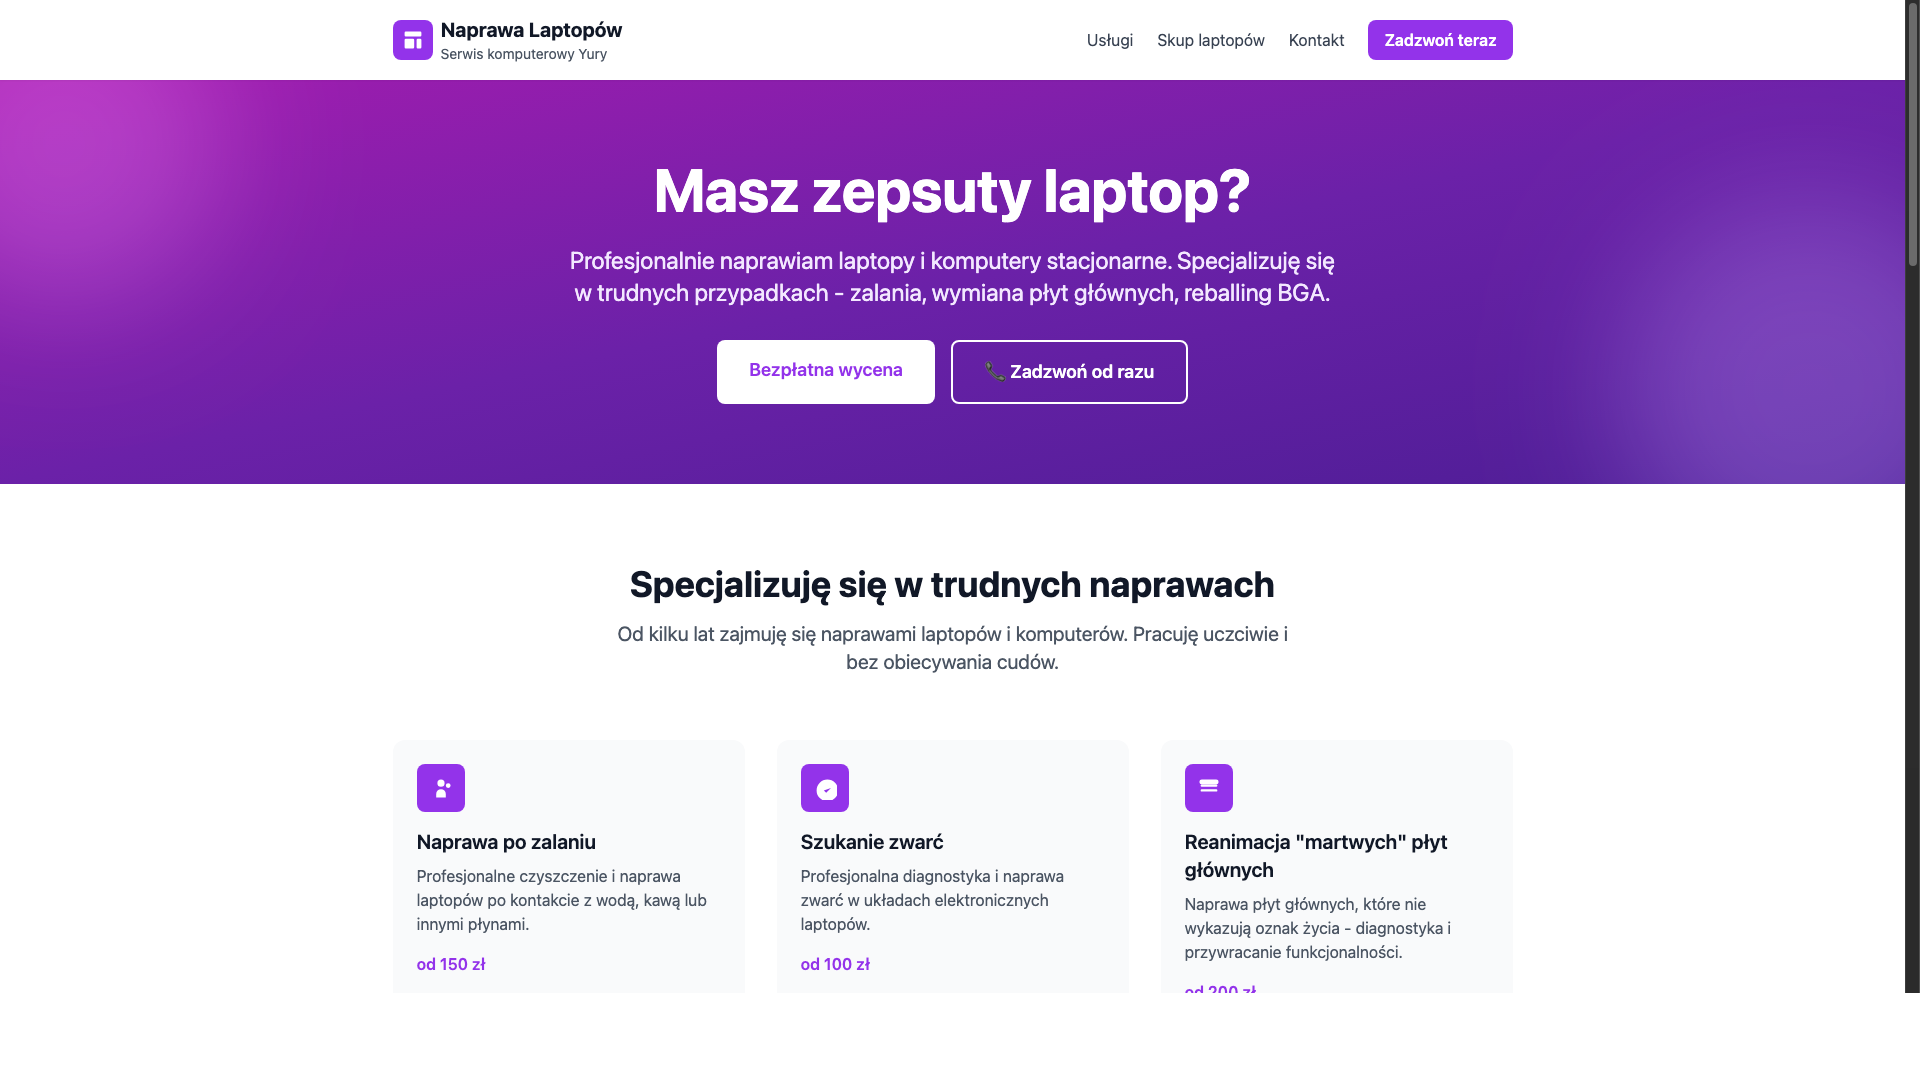 Naprawa Laptopów
Serwis komputerowy Yury
Usługi
Skup laptopów
Kontakt
Zadzwoń teraz
Masz zepsuty laptop?
Profesjonalnie naprawiam laptopy i komputery stacjonarne. Specjalizuję się
w trudnych przypadkach - zalania, wymiana płyt głównych, reballing BGA.
Bezpłatna wycena
📞 Zadzwoń od razu
Specjalizuję się w trudnych naprawach
Od kilku lat zajmuję się naprawami laptopów i komputerów. Pracuję uczciwie i
bez obiecywania cudów.
Naprawa po zalaniu
Profesjonalne czyszczenie i naprawa
laptopów po kontakcie z wodą, kawą lub
innymi płynami.
od 150 zł
Szukanie zwarć
Profesjonalna diagnostyka i naprawa
zwarć w układach elektronicznych
laptopów.
od 100 zł
Reanimacja "martwych" płyt
głównych
Naprawa płyt głównych, które nie
wykazują oznak życia - diagnostyka i
przywracanie funkcjonalności.
od 200 zł